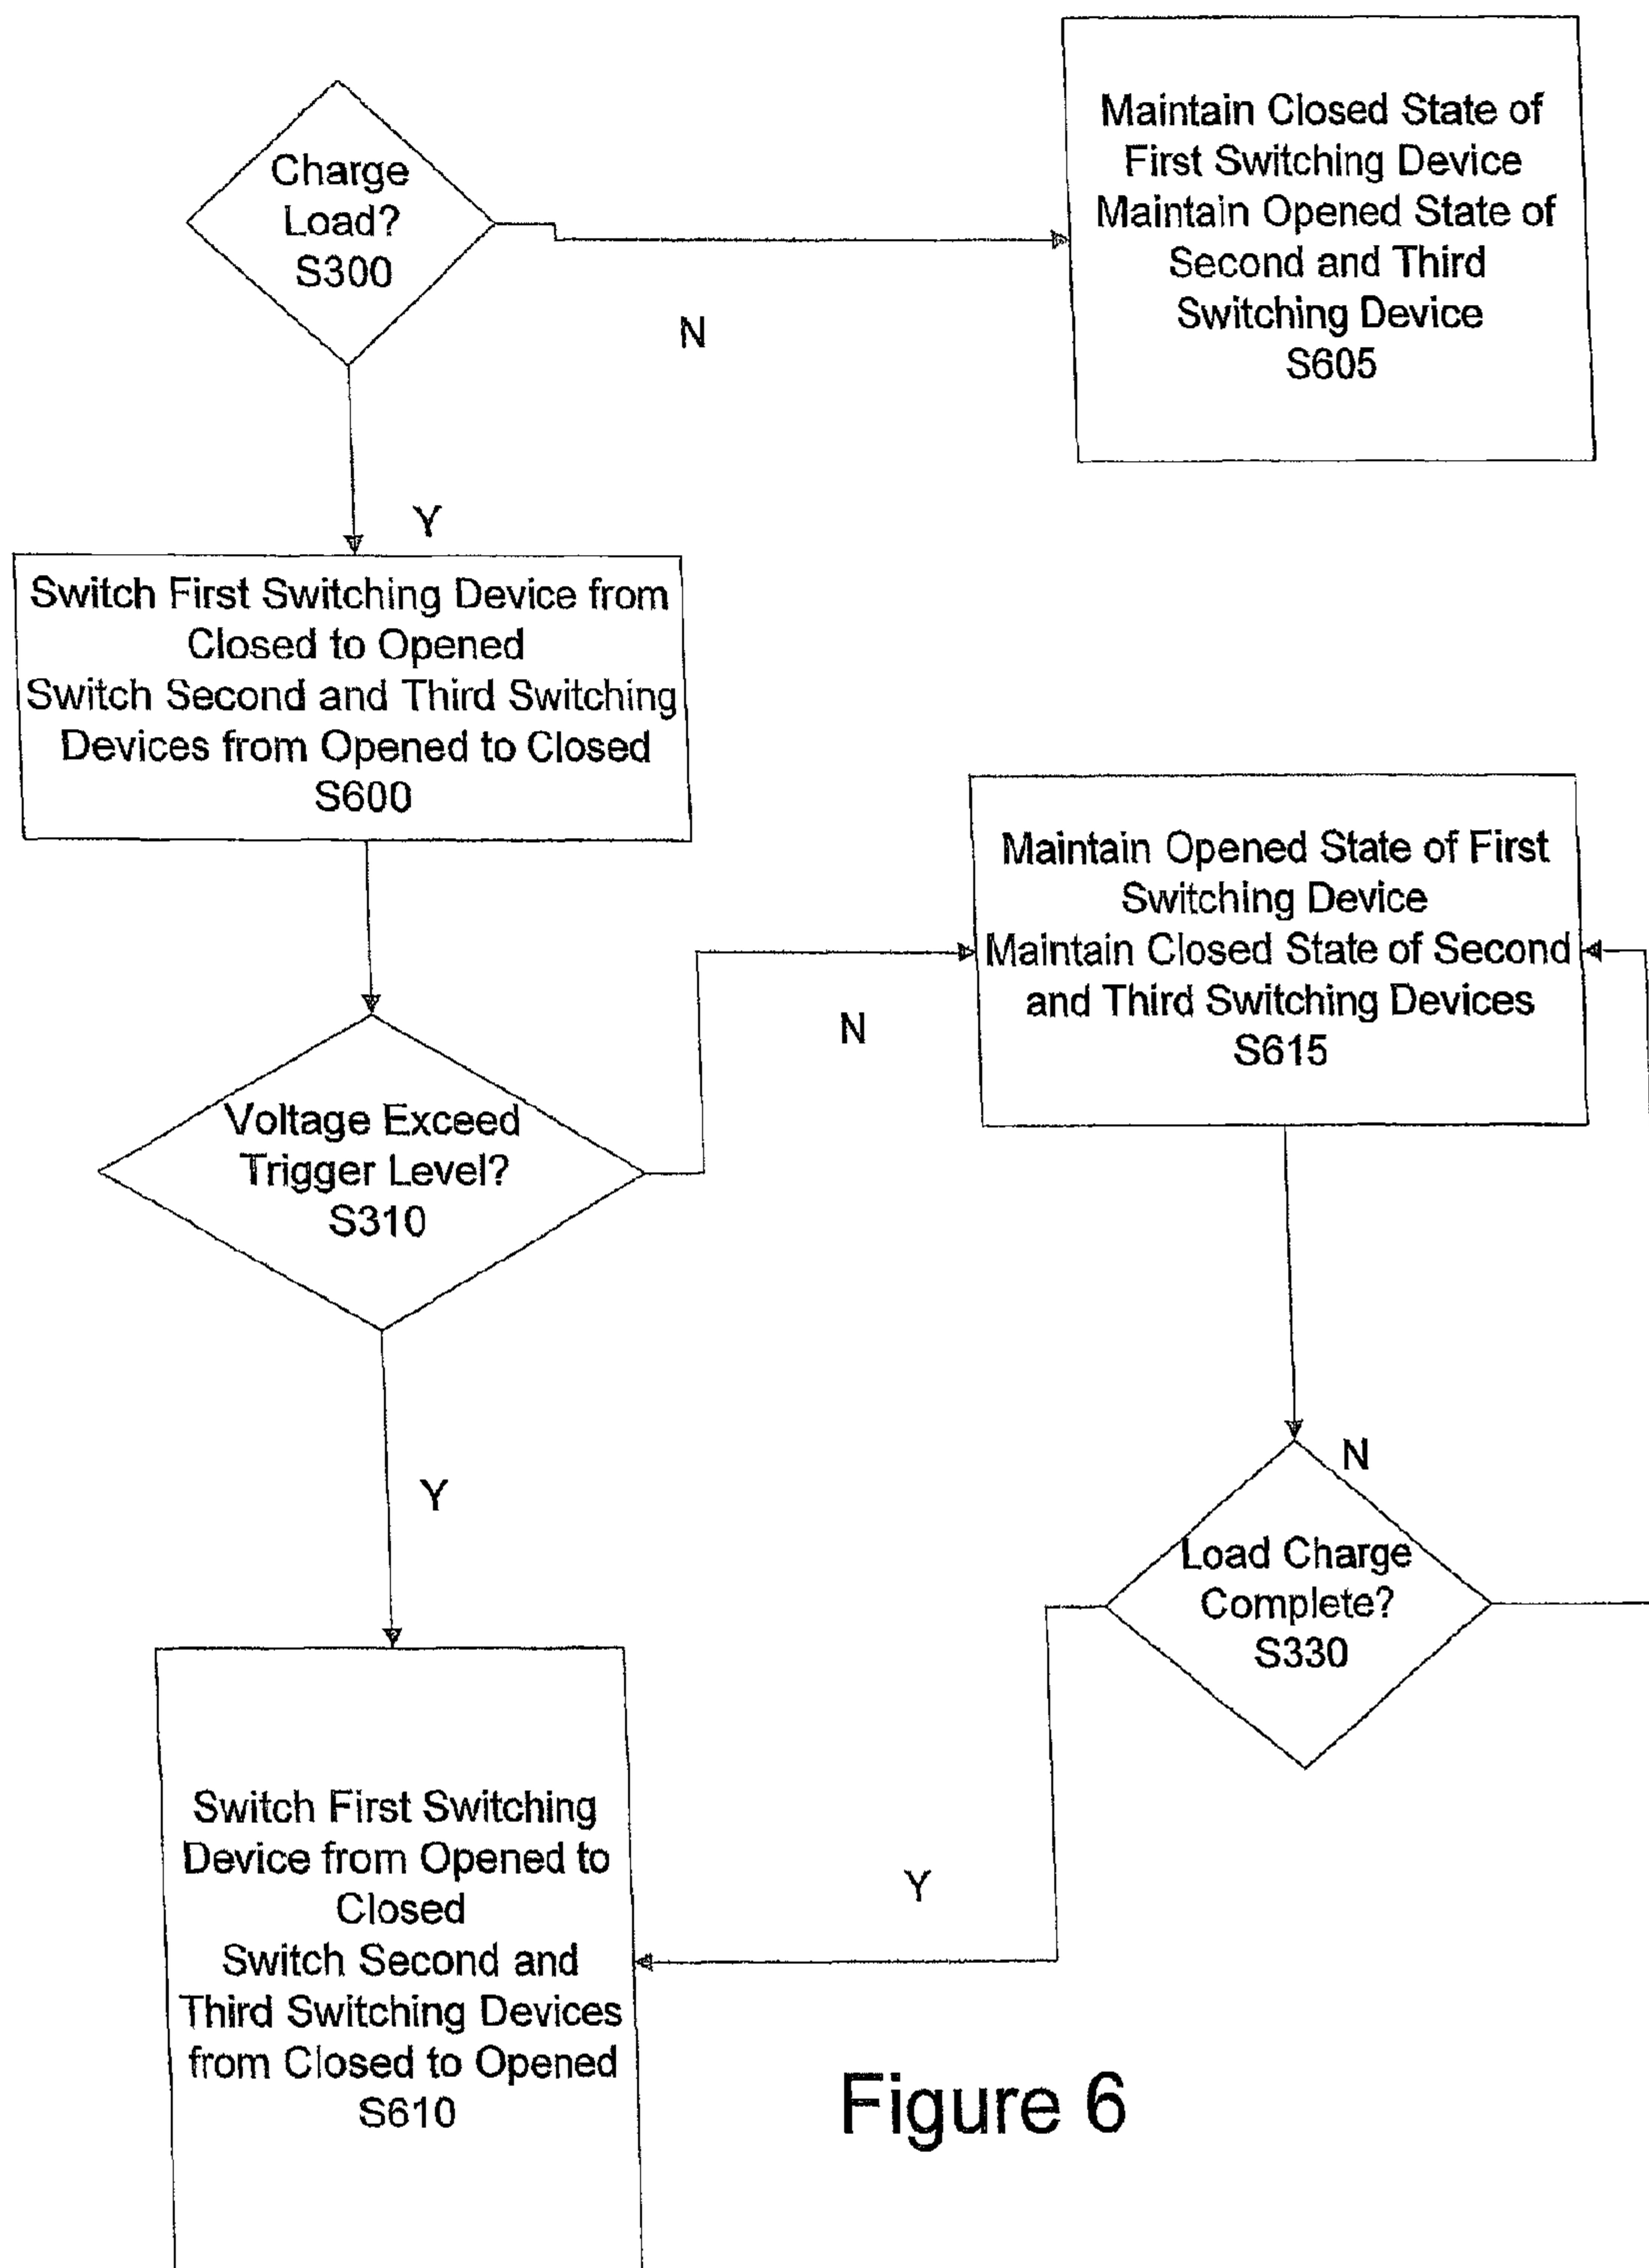 Charge
Load?
S300
N
Maintain Closed State of
First Switching Device
Maintain Opened State of
Second and Third
Switching Device
S605
Y
Switch First Switching Device from
Closed to Opened
Switch Second and Third Switching
Devices from Opened to Closed
S600
Voltage Exceed
Trigger Level?
S310
N
Maintain Opened State of First
Switching Device
Maintain Closed State of Second
and Third Switching Devices
S615
N
Load Charge
Complete?
S330
Y
Y
Switch First Switching
Device from Opened to
Closed
Switch Second and
Third Switching Devices
from Closed to Opened
S610
Figure 6